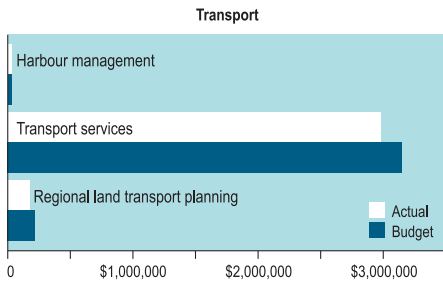 Transport
Harbour management
Transport services
Regional land transport planning
Actual
Budget
0 $1,000,000 $2,000,000 $3,000,000